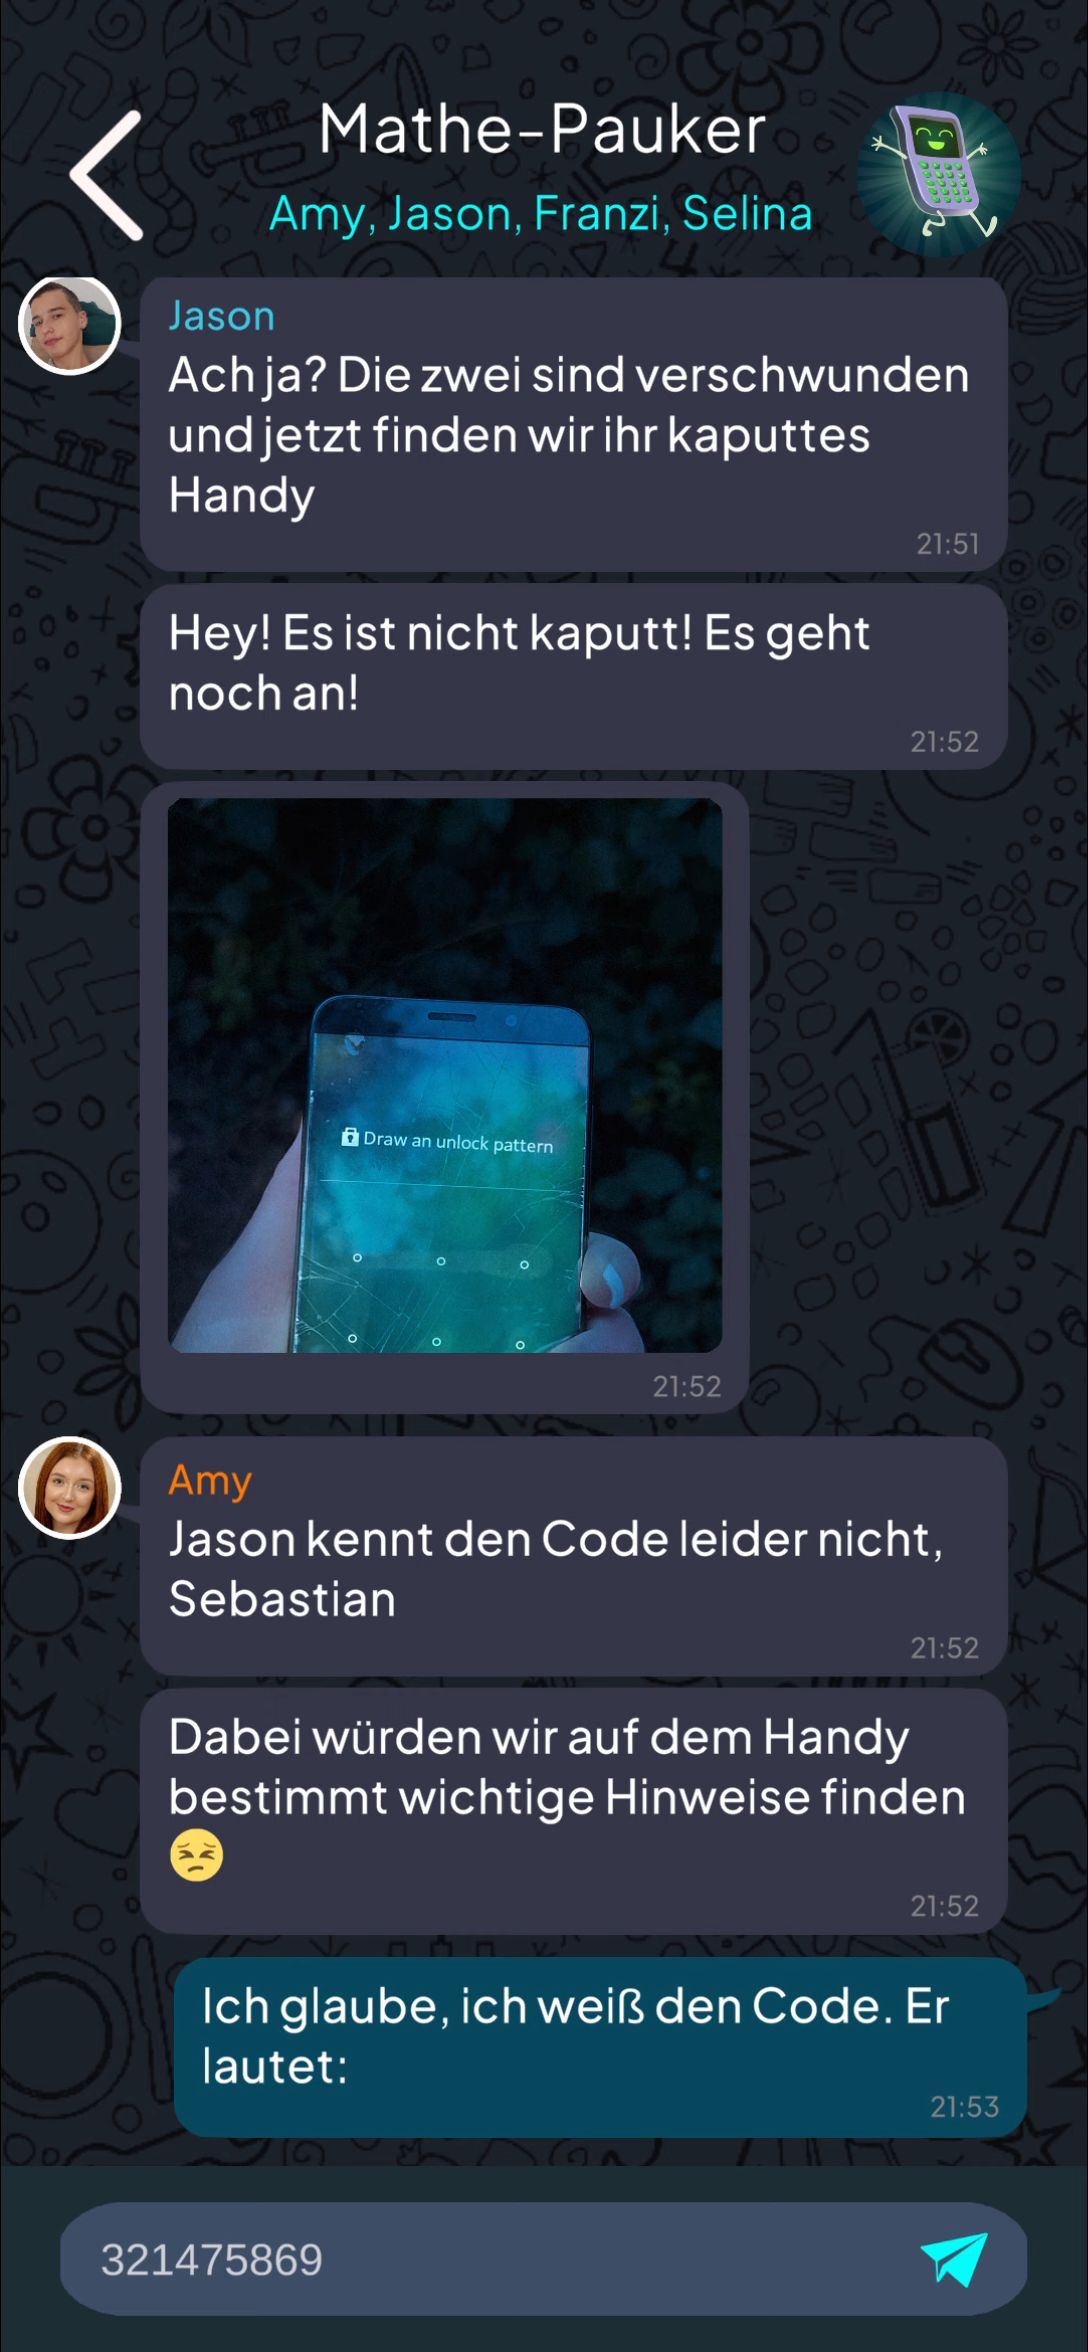 Mathe-Pauker
Amy, Jason, Franzi, Selina
Jason
Ach ja? Die zwei sind verschwunden
und jetzt finden wir ihr kaputtes
Handy
21:51
Hey! Es ist nicht kaputt! Es geht
noch an!
21:52
Draw an unlock pattern
21:52
Amy
Jason kennt den Code leider nicht,
Sebastian
21:52
Dabei würden wir auf dem Handy
bestimmt wichtige Hinweise finden
😣
21:52
Ich glaube, ich weiß den Code. Er
lautet:
21:53
321475869